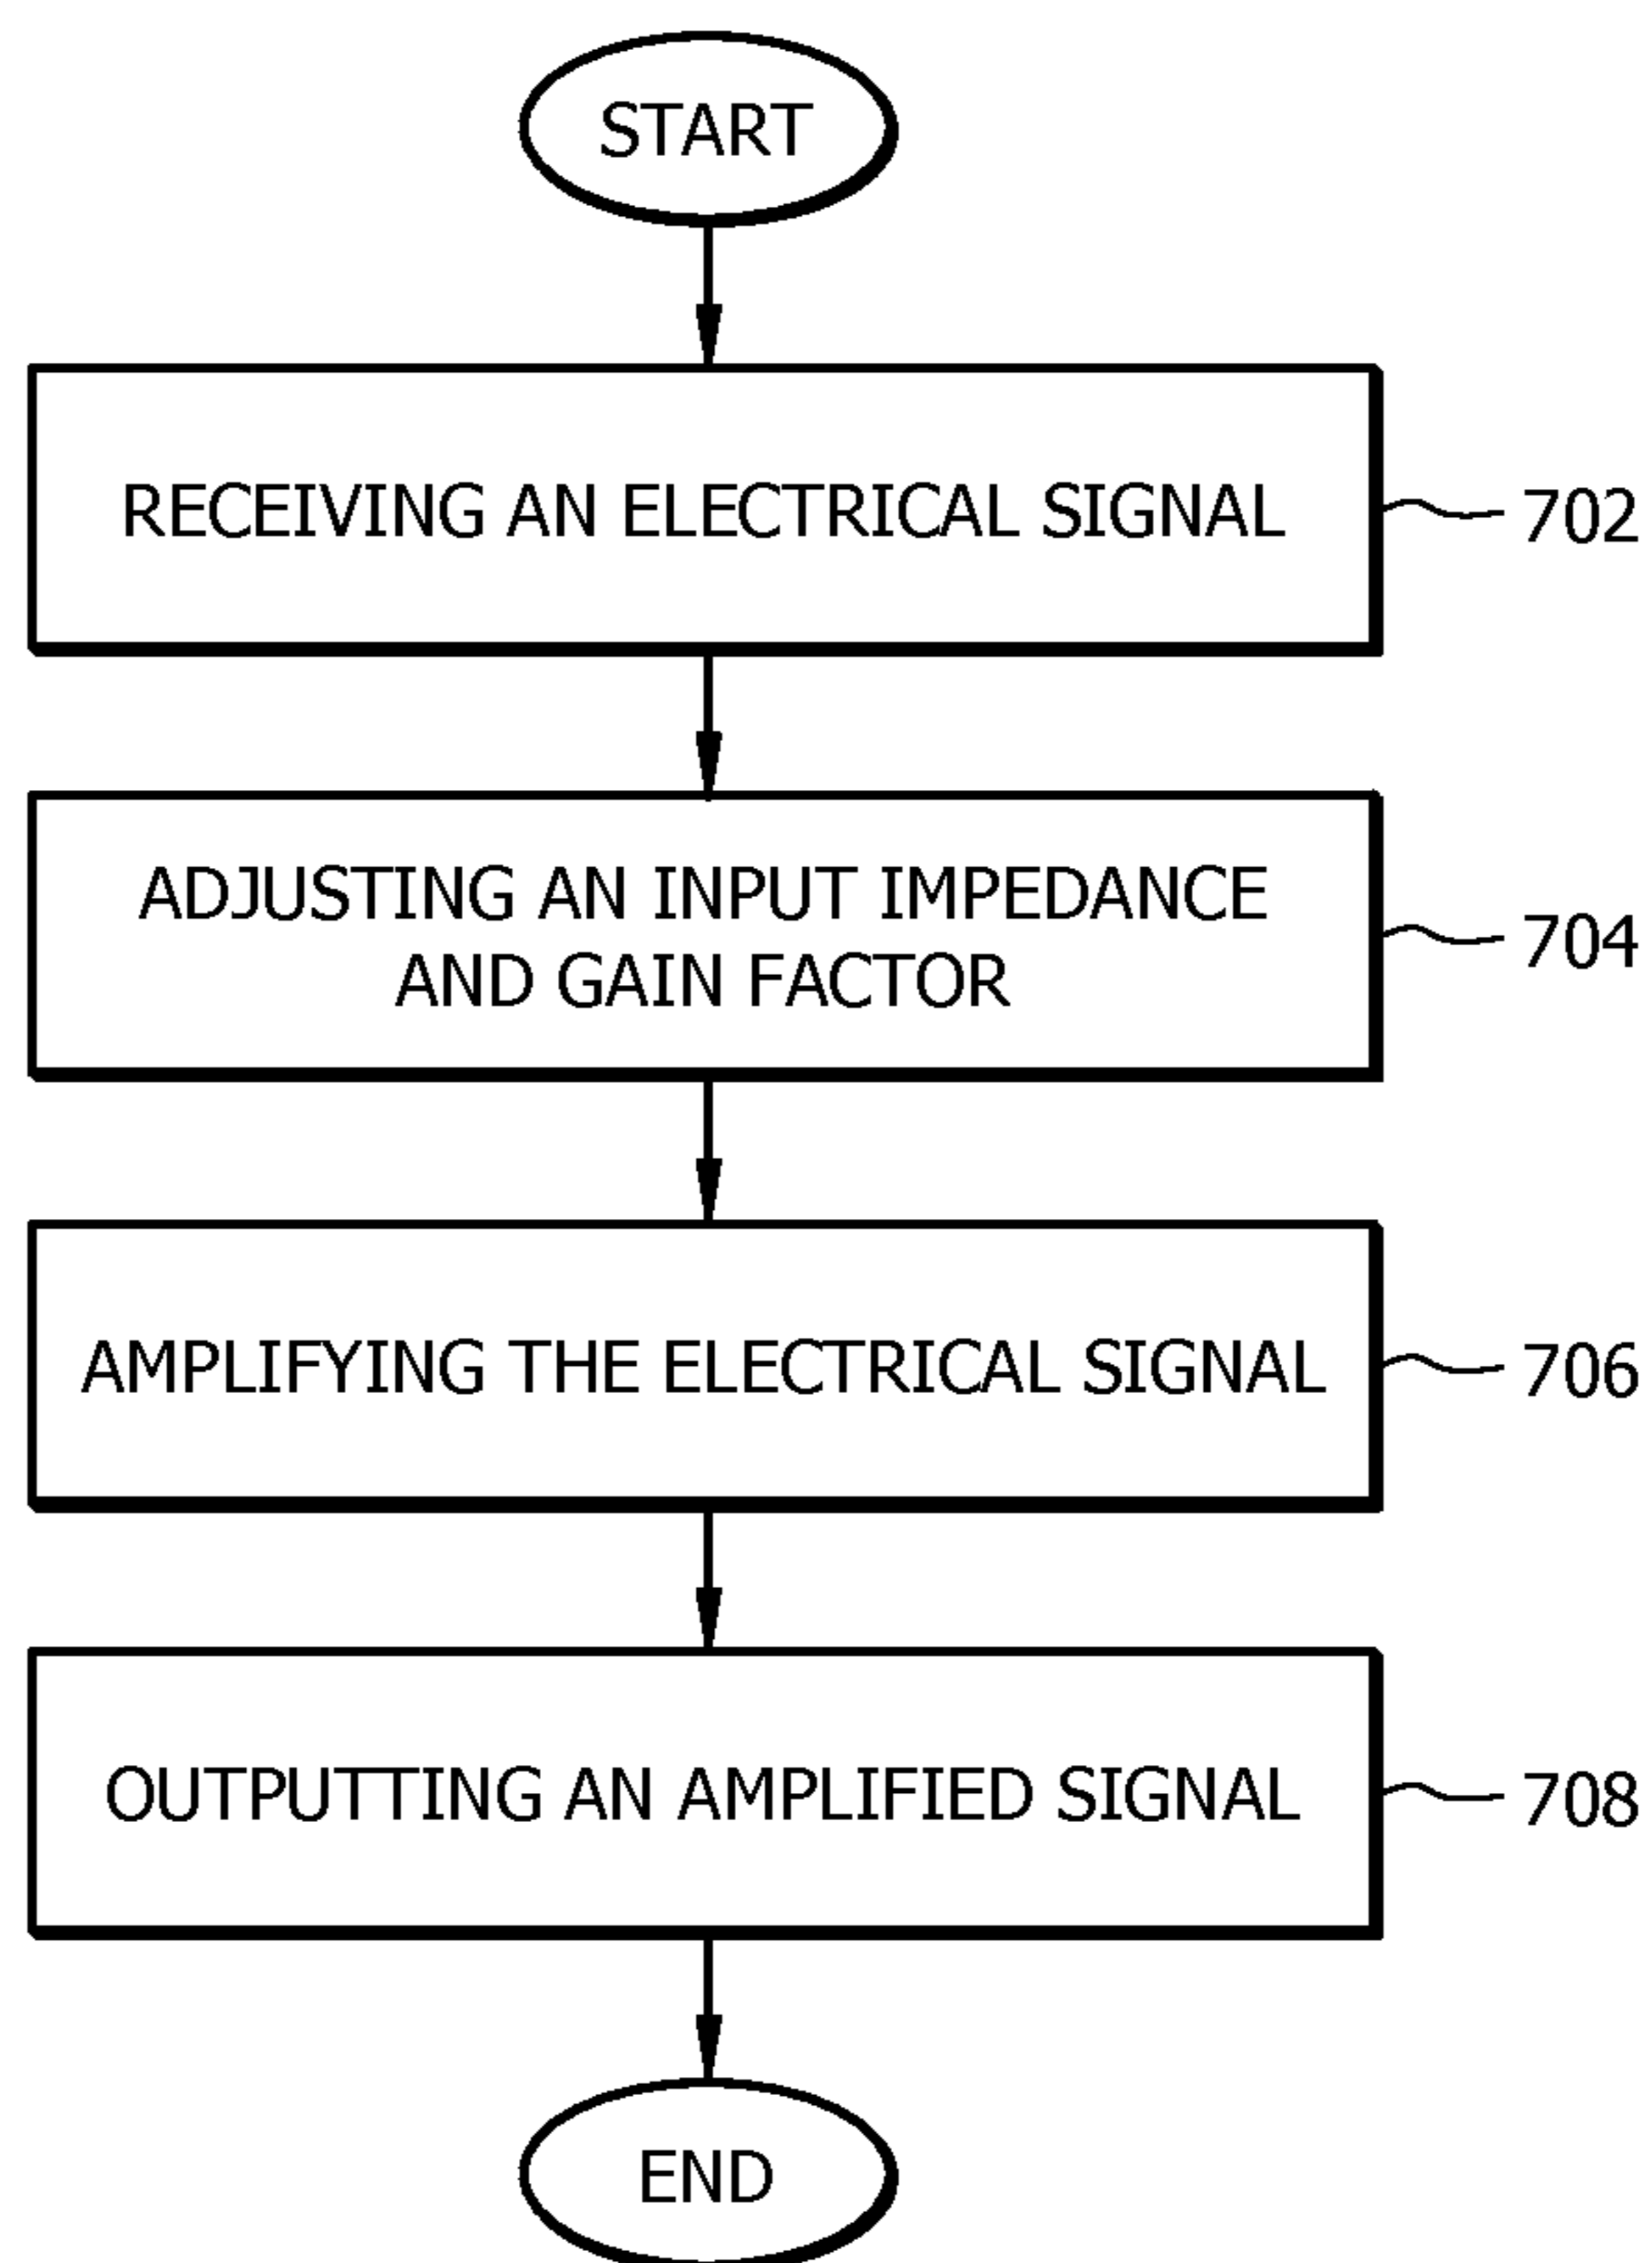 START
RECEIVING AN ELECTRICAL SIGNAL
702
ADJUSTING AN INPUT IMPEDANCE
AND GAIN FACTOR
704
AMPLIFYING THE ELECTRICAL SIGNAL
706
OUTPUTTING AN AMPLIFIED SIGNAL
708
END